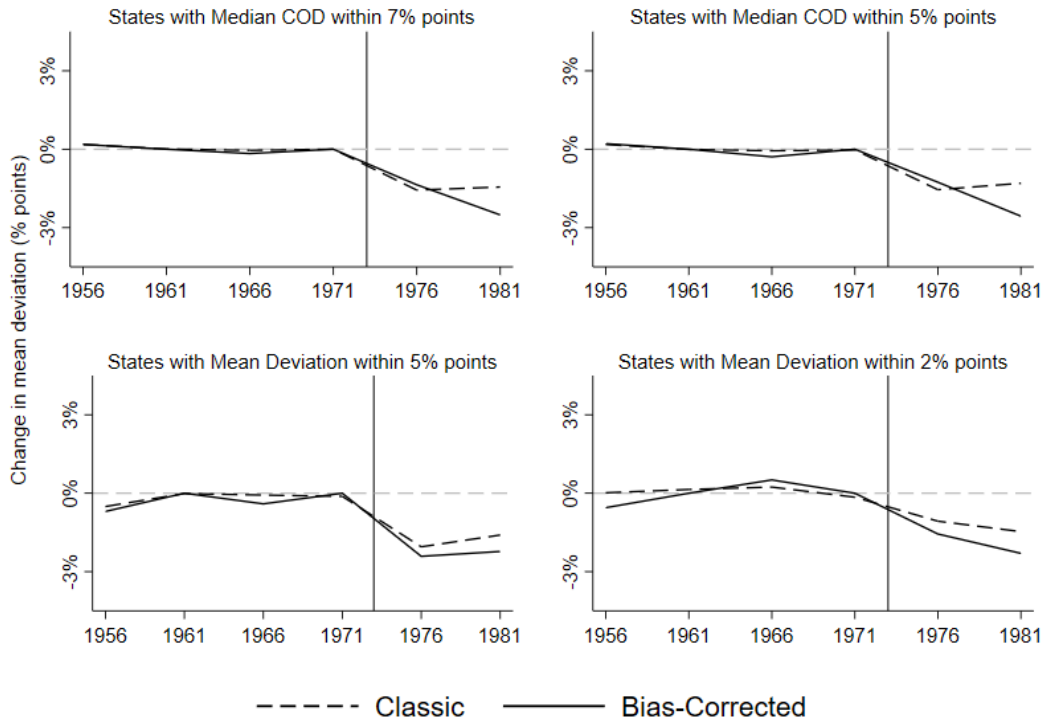 States with Median COD within 7% points
States with Median COD within 5% points
Change in mean deviation (% points)
3%
0%
-3%
1956 1961 1966 1971 1976 1981
3%
0%
-3%
1956 1961 1966 1971 1976 1981
States with Mean Deviation within 5% points
States with Mean Deviation within 2% points
3%
0%
-3%
1956 1961 1966 1971 1976 1981
3%
0%
-3%
1956 1961 1966 1971 1976 1981
Classic Bias-Corrected